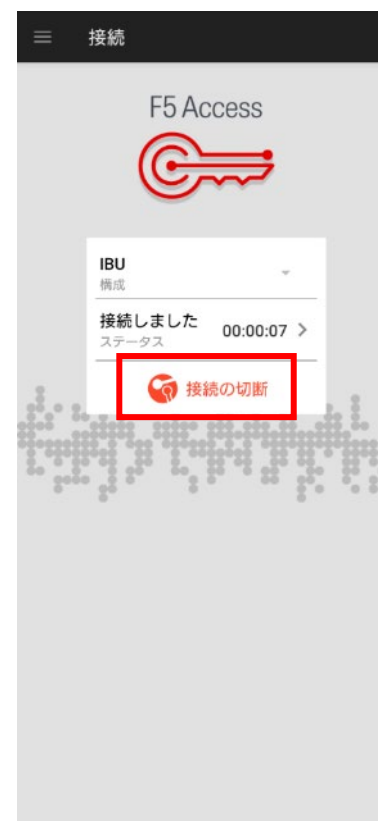 接続
F5 Access
IBU
構成
接続しました 00:00:07
ステータス
接続の切断